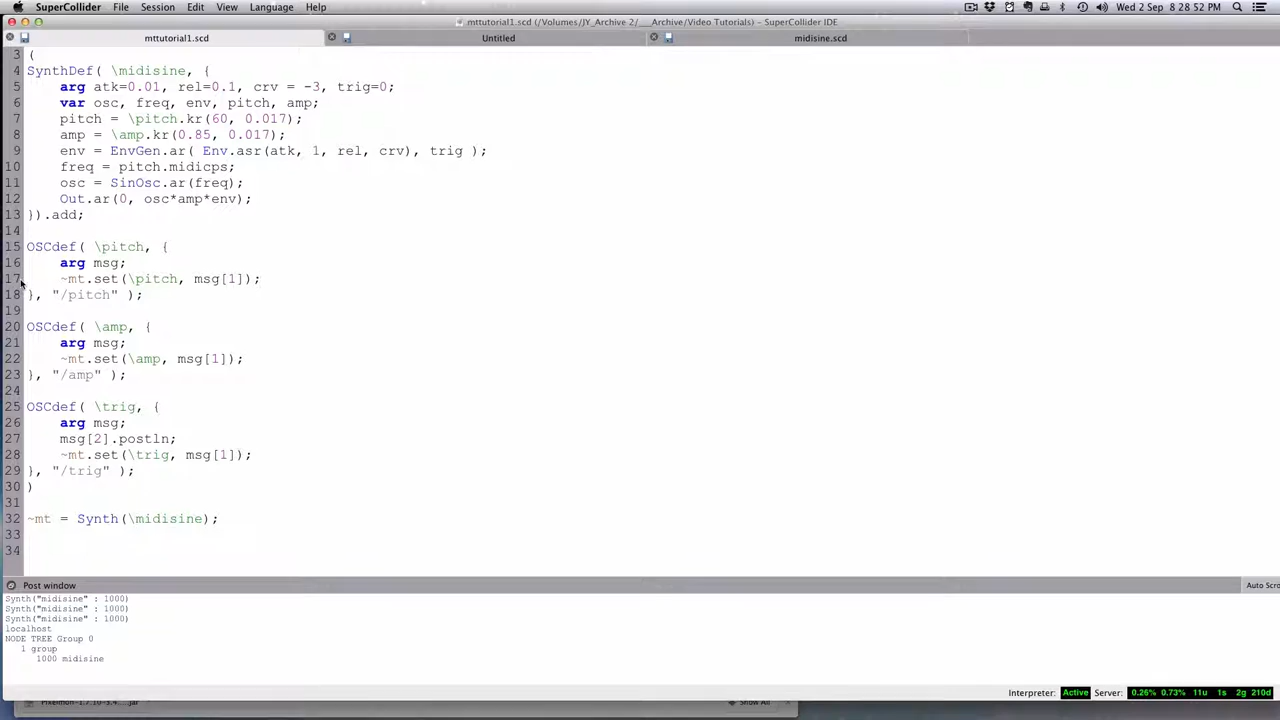 SuperCollider File Session Edit View Language Help Wed 2 Sep 8:28:52 PM
mttutorial1.scd (/Volumes/JY_Archive 2/__Archive/Video Tutorials) – SuperCollider IDE
mttutorial1.scd Untitled midisine.scd
3 (
4 SynthDef( \midisine, {
5 arg atk=0.01, rel=0.1, crv = -3, trig=0;
6 var osc, freq, env, pitch, amp;
7 pitch = \pitch.kr(60, 0.017);
8 amp = \amp.kr(0.85, 0.017);
9 env = EnvGen.ar( Env.asr(atk, 1, rel, crv), trig );
10 freq = pitch.midicps;
11 osc = SinOsc.ar(freq);
12 Out.ar(0, osc*amp*env);
13 }).add;
14
15 OSCdef( \pitch, {
16 arg msg;
17 ~mt.set(\pitch, msg[1]);
18 }, "/pitch" );
19
20 OSCdef( \amp, {
21 arg msg;
22 ~mt.set(\amp, msg[1]);
23 }, "/amp" );
24
25 OSCdef( \trig, {
26 arg msg;
27 msg[2].postln;
28 ~mt.set(\trig, msg[1]);
29 }, "/trig" );
30 )
31
32 ~mt = Synth(\midisine);
33
34
Post window Auto Scro
Synth("midisine" : 1000)
Synth("midisine" : 1000)
Synth("midisine" : 1000)
localhost
NODE TREE Group 0
1 group
1000 midisine
Interpreter: Active Server: 0.26% 0.73% 11u 1s 2g 210d
Show All